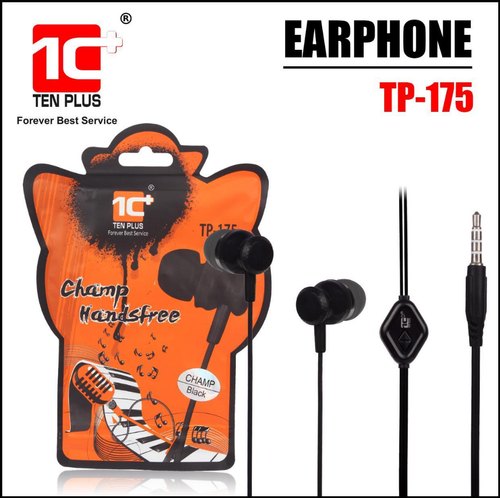 1C+ ®
TEN PLUS
Forever Best Service
EARPHONE
TP-175
1C+ ®
TEN PLUS
Forever Best Service
TP-175
Champ
Handsfree
CHAMP
Black